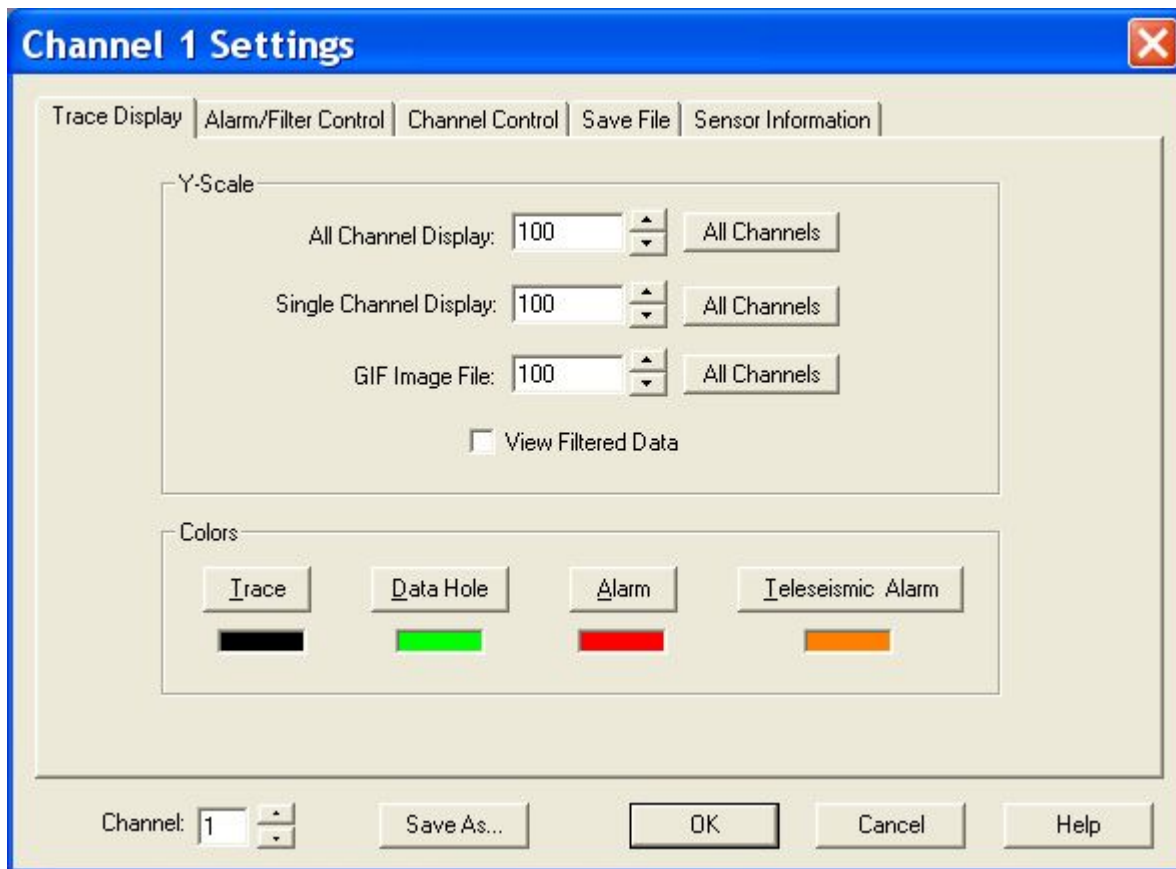 Channel 1 Settings
Trace Display Alarm/Filter Control Channel Control Save File Sensor Information
Y-Scale
All Channel Display: 100 All Channels
Single Channel Display: 100 All Channels
GIF Image File: 100 All Channels
View Filtered Data
Colors
Trace Data Hole Alarm Teleseismic Alarm
Channel: 1 Save As... OK Cancel Help